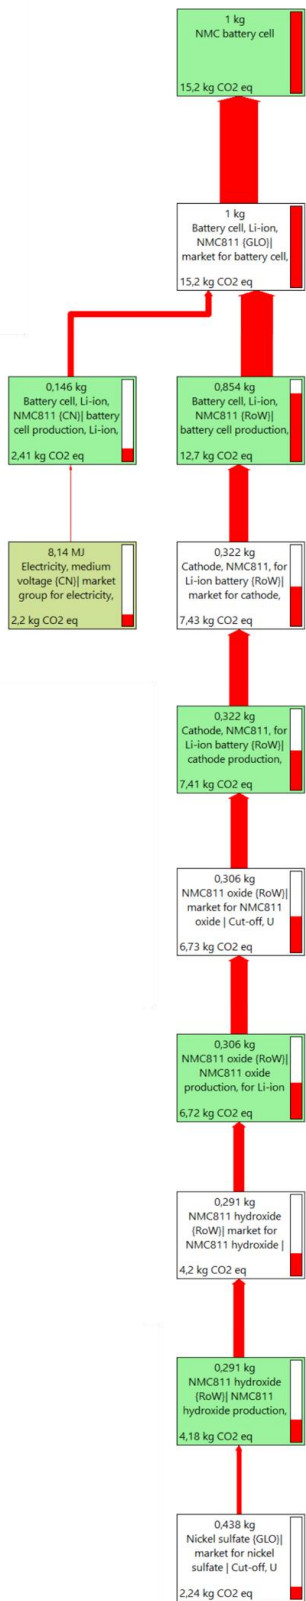 1 kg
NMC battery cell
15,2 kg CO2 eq
1 kg
Battery cell, Li-ion,
NMC811 {GLO}|
market for battery cell,
15,2 kg CO2 eq
0,146 kg
Battery cell, Li-ion,
NMC811 {CN}| battery
cell production, Li-ion,
2,41 kg CO2 eq
0,854 kg
Battery cell, Li-ion,
NMC811 {RoW}|
battery cell production,
12,7 kg CO2 eq
8,14 MJ
Electricity, medium
voltage {CN}| market
group for electricity,
2,2 kg CO2 eq
0,322 kg
Cathode, NMC811, for
Li-ion battery {RoW}|
market for cathode,
7,43 kg CO2 eq
0,322 kg
Cathode, NMC811, for
Li-ion battery {RoW}|
cathode production,
7,41 kg CO2 eq
0,306 kg
NMC811 oxide {RoW}|
market for NMC811
oxide | Cut-off, U
6,73 kg CO2 eq
0,306 kg
NMC811 oxide {RoW}|
NMC811 oxide
production, for Li-ion
6,72 kg CO2 eq
0,291 kg
NMC811 hydroxide
{RoW}| market for
NMC811 hydroxide |
4,2 kg CO2 eq
0,291 kg
NMC811 hydroxide
{RoW}| NMC811
hydroxide production,
4,18 kg CO2 eq
0,438 kg
Nickel sulfate {GLO}|
market for nickel
sulfate | Cut-off, U
2,24 kg CO2 eq